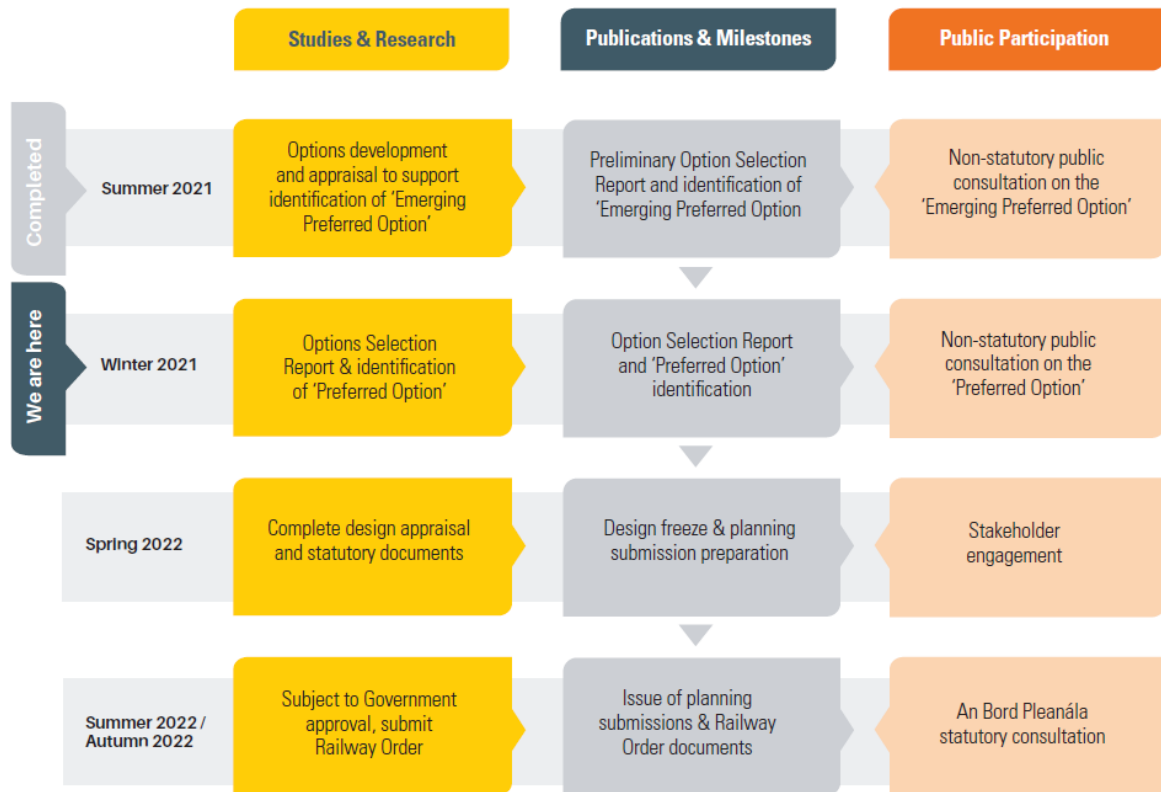 Studies & Research
Publications & Milestones
Public Participation
Completed
Summer 2021
Options development
and appraisal to support
identification of ‘Emerging
Preferred Option’
Preliminary Option Selection
Report and identification of
‘Emerging Preferred Option
Non-statutory public
consultation on the
‘Emerging Preferred Option’
We are here
Winter 2021
Options Selection
Report & identification
of ‘Preferred Option’
Option Selection Report
and ‘Preferred Option’
identification
Non-statutory public
consultation on the
‘Preferred Option’
Spring 2022
Complete design appraisal
and statutory documents
Design freeze & planning
submission preparation
Stakeholder
engagement
Summer 2022 /
Autumn 2022
Subject to Government
approval, submit
Railway Order
Issue of planning
submissions & Railway
Order documents
An Bord Pleanála
statutory consultation